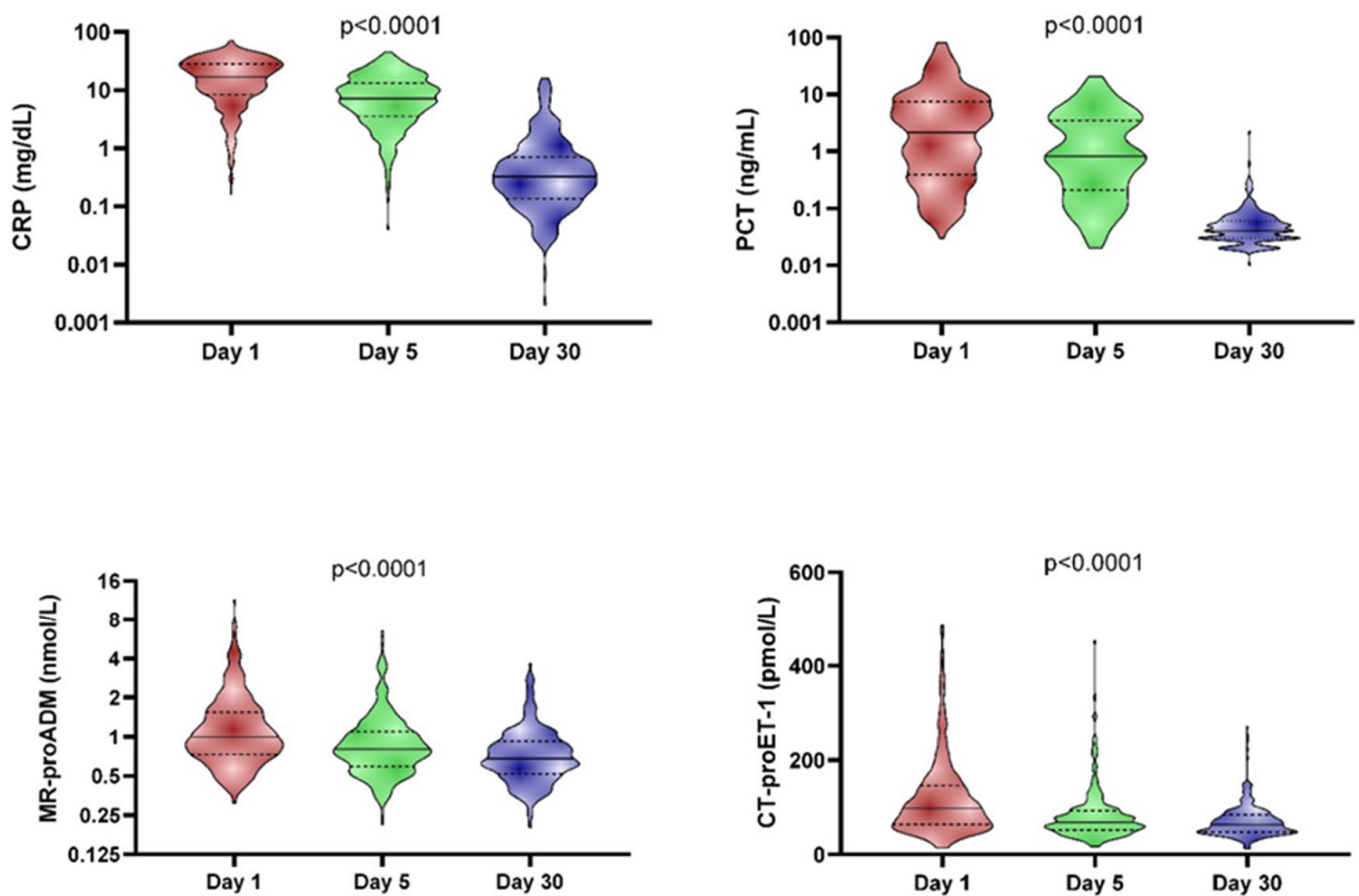 p<0.0001
CRP (mg/dL)
100
10
1
0.1
0.01
0.001
Day 1 Day 5 Day 30
p<0.0001
PCT (ng/mL)
100
10
1
0.1
0.01
0.001
Day 1 Day 5 Day 30
p<0.0001
MR-proADM (nmol/L)
16
8
4
2
1
0.5
0.25
0.125
Day 1 Day 5 Day 30
p<0.0001
CT-proET-1 (pmol/L)
600
400
200
0
Day 1 Day 5 Day 30